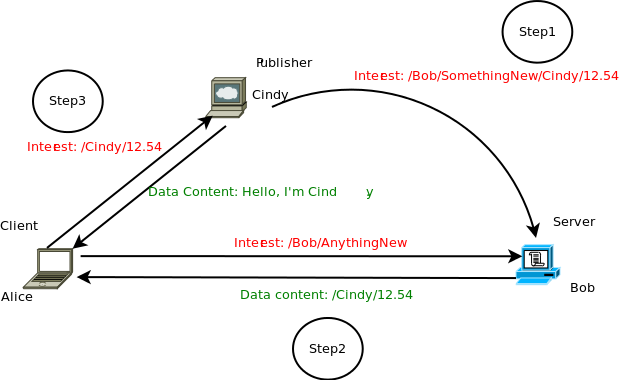 Step1
Publisher
Interest: /Bob/SomethingNew/Cindy/12.54
Cindy
Step3
Interest: /Cindy/12.54
Data Content: Hello, I'm Cindy
Client
Server
Interest: /Bob/AnythingNew
Alice
Bob
Data content: /Cindy/12.54
Step2